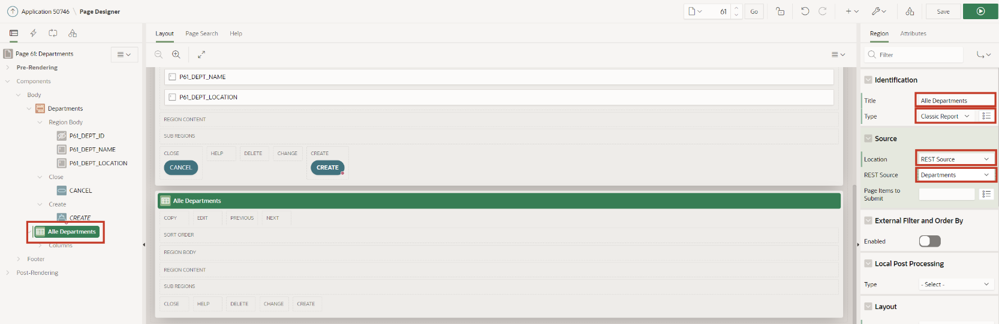 Application 50746 \ Page Designer
61
Go
Save
Layout
Page Search
Help
Region
Attributes
Page 61: Departments
Pre-Rendering
Components
Body
Departments
Region Body
P61_DEPT_ID
P61_DEPT_NAME
P61_DEPT_LOCATION
Close
CANCEL
Create
CREATE
Alle Departments
Columns
Footer
Post-Rendering
P61_DEPT_NAME
P61_DEPT_LOCATION
REGION CONTENT
SUB REGIONS
CLOSE HELP DELETE CHANGE CREATE
CANCEL CREATE
Alle Departments
COPY EDIT PREVIOUS NEXT
SORT ORDER
REGION BODY
REGION CONTENT
SUB REGIONS
CLOSE HELP DELETE CHANGE CREATE
Filter
Identification
Title Alle Departments
Type Classic Report
Source
Location REST Source
REST Source Departments
Page Items to
Submit
External Filter and Order By
Enabled
Local Post Processing
Type - Select -
Layout